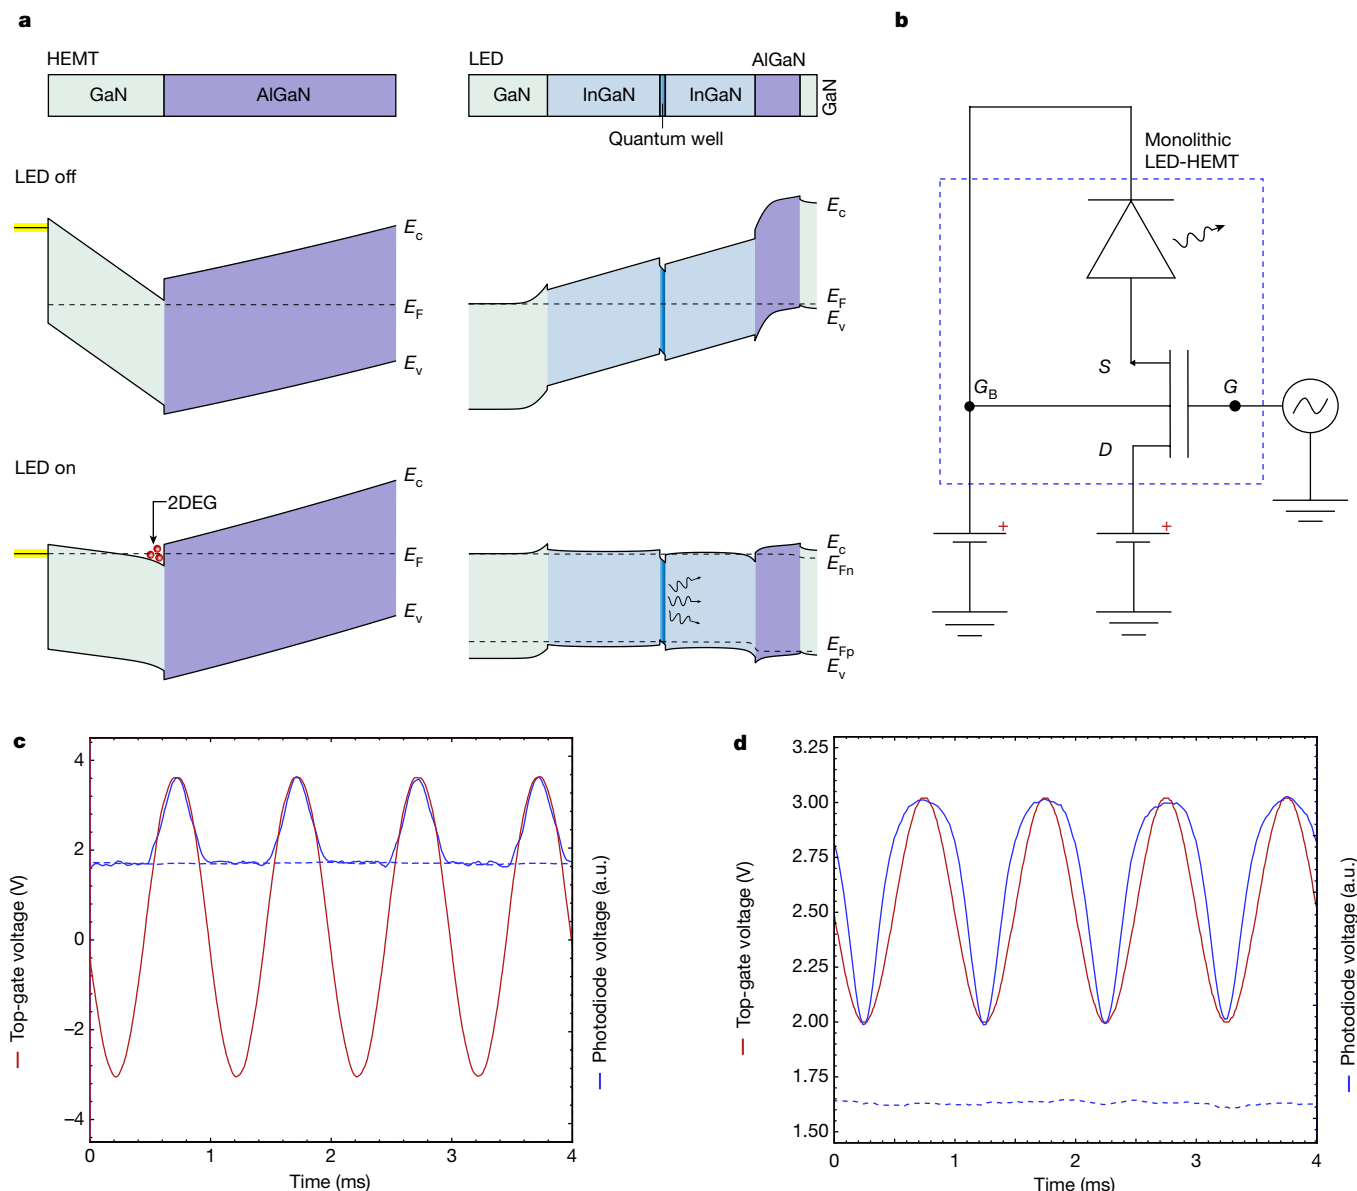 a
HEMT
GaN
AlGaN
LED
GaN
InGaN
InGaN
AlGaN
GaN
Quantum well
LED off
Ec
EF
Ev
Ec
EF
Ev
LED on
2DEG
Ec
EF
Ev
Ec
EFn
EFp
Ev
b
Monolithic
LED-HEMT
S
GB
G
D
+
+
c
4
2
0
–2
–4
0
1
2
3
4
Time (ms)
Top-gate voltage (V)
Photodiode voltage (a.u.)
d
3.25
3.00
2.75
2.50
2.25
2.00
1.75
1.50
0
1
2
3
4
Time (ms)
Top-gate voltage (V)
Photodiode voltage (a.u.)